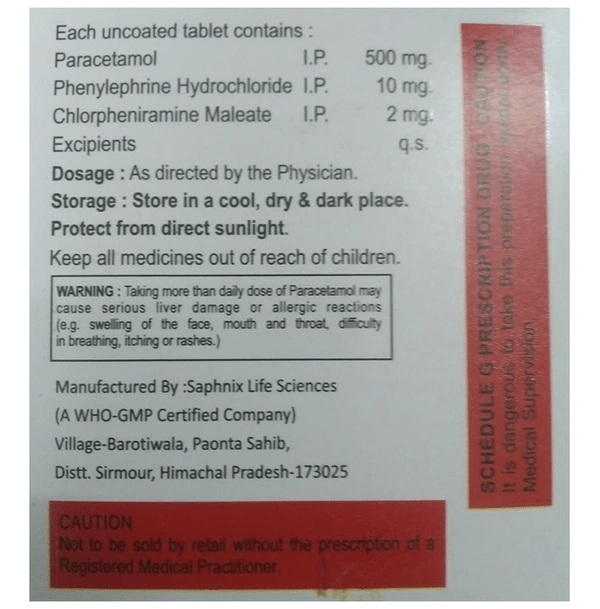 Each uncoated tablet contains :
Paracetamol I.P. 500 mg.
Phenylephrine Hydrochloride I.P. 10 mg.
Chlorpheniramine Maleate I.P. 2 mg.
Excipients q.s.
Dosage : As directed by the Physician.
Storage : Store in a cool, dry & dark place.
Protect from direct sunlight.
Keep all medicines out of reach of children.
WARNING : Taking more than daily dose of Paracetamol may
cause serious liver damage or allergic reactions
(e.g. swelling of the face, mouth and throat, difficulty
in breathing, itching or rashes.)
Manufactured By :Saphnix Life Sciences
(A WHO-GMP Certified Company)
Village-Barotiwala, Paonta Sahib,
Distt. Sirmour, Himachal Pradesh-173025
CAUTION
Not to be sold by retail without the prescription of a
Registered Medical Practitioner.
SCHEDULE G PRESCRIPTION DRUG - CAUTION
It is dangerous to take this preparation
Medical Supervision